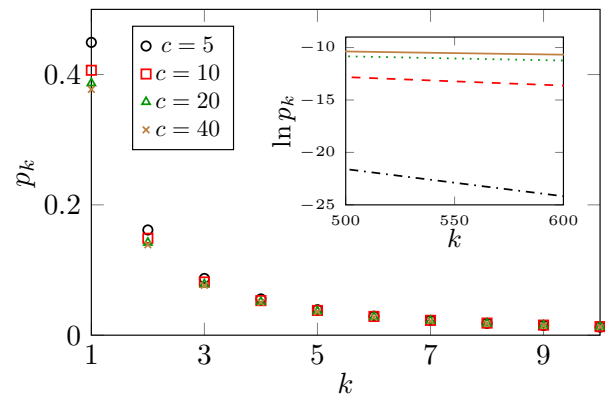 0.4
0.2
0
p_k
1 3 5 7 9
k
c = 5
c = 10
c = 20
c = 40
−10
−15
−20
−25
ln p_k
500 550 600
k